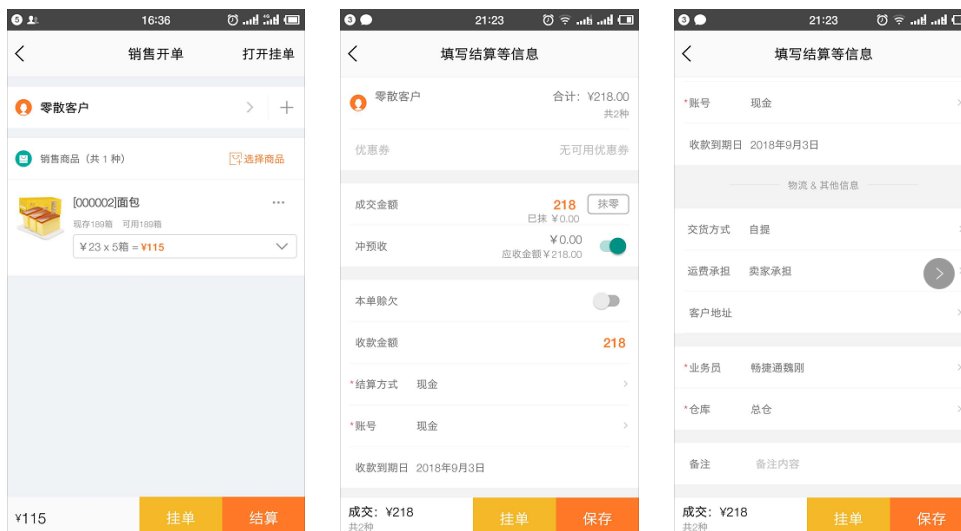 5
16:36
销售开单
打开挂单
零散客户
销售商品（共 1 种）
选择商品
[000002]面包
现存189箱 可用189箱
￥23 x 5箱 = ¥115
¥115
挂单
结算
3
21:23
填写结算等信息
零散客户
合计：¥218.00
共2种
优惠券
无可用优惠券
成交金额
218
抹零
已抹 ￥0.00
冲预收
￥0.00
应收金额￥218.00
本单赊欠
收款金额
218
*结算方式 现金
*账号 现金
收款到期日 2018年9月3日
成交：¥218
共2种
挂单
保存
3
21:23
填写结算等信息
*账号 现金
收款到期日 2018年9月3日
物流 & 其他信息
交货方式 自提
运费承担 卖家承担
客户地址
*业务员 畅捷通魏刚
*仓库 总仓
备注 备注内容
成交：¥218
共2种
挂单
保存